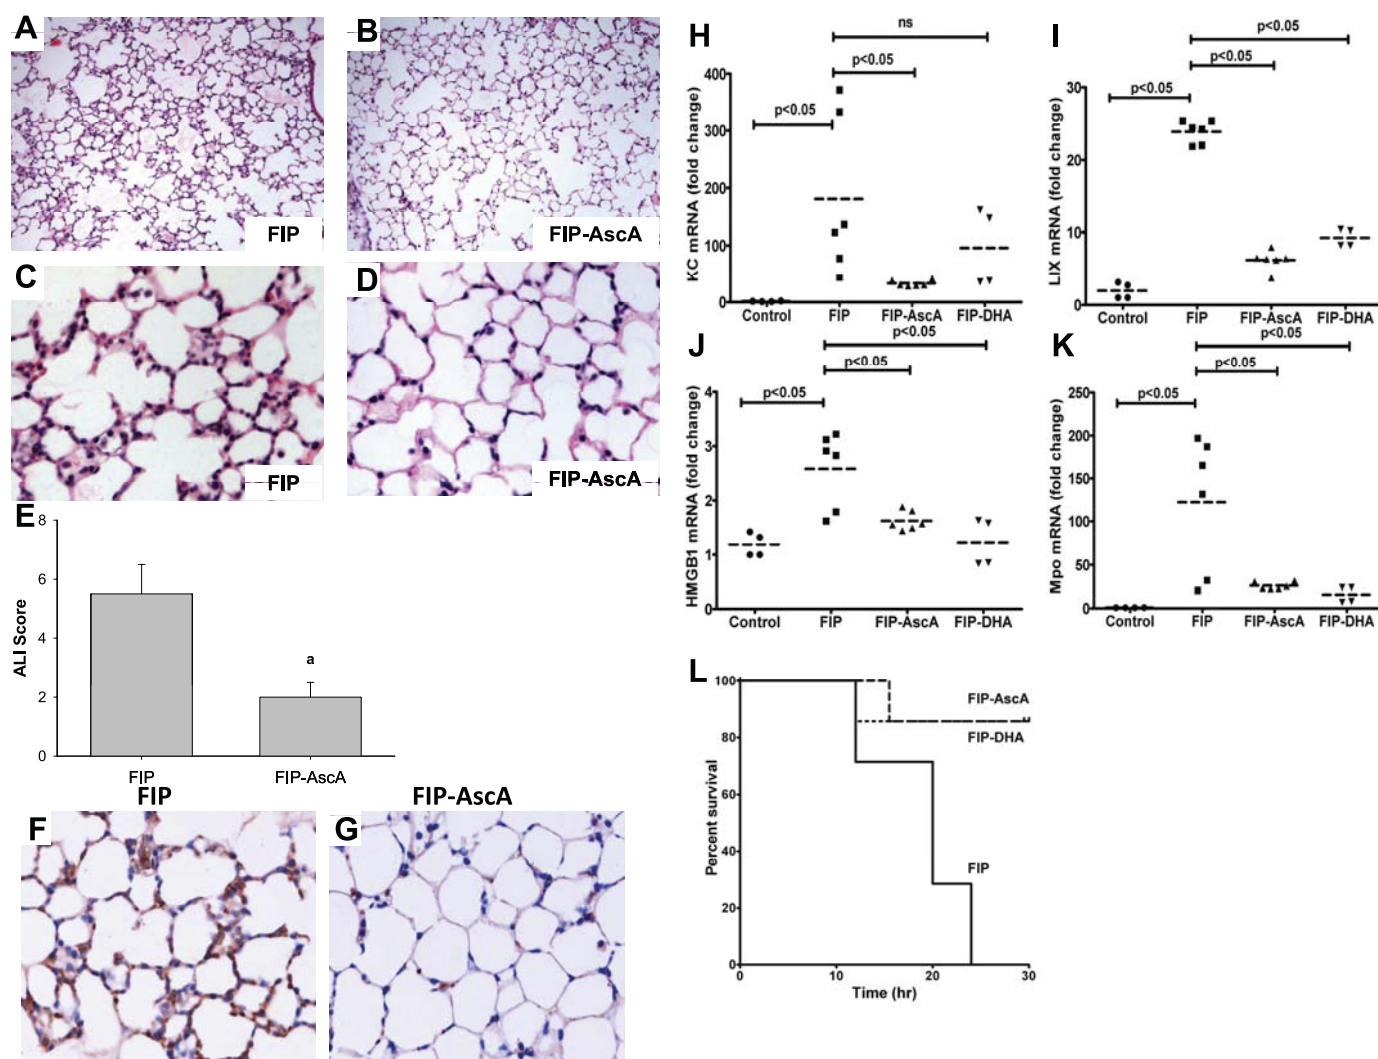 A
FIP
B
FIP-AscA
C
FIP
D
FIP-AscA
E
ALI Score
8
6
4
2
0
a
FIP
FIP-AscA
FIP
FIP-AscA
F
G
H
ns
p<0.05
p<0.05
KC mRNA (fold change)
400
300
200
100
0
Control
FIP
FIP-AscA
FIP-DHA
I
p<0.05
p<0.05
p<0.05
LIX mRNA (fold change)
30
20
10
0
Control
FIP
FIP-AscA
FIP-DHA
J
p<0.05
p<0.05
p<0.05
HMGB1 mRNA (fold change)
4
3
2
1
0
Control
FIP
FIP-AscA
FIP-DHA
K
p<0.05
p<0.05
p<0.05
Mpo mRNA (fold change)
250
200
150
100
50
0
Control
FIP
FIP-AscA
FIP-DHA
L
Percent survival
100
80
60
40
20
0
FIP-AscA
FIP-DHA
FIP
0
10
20
30
Time (hr)